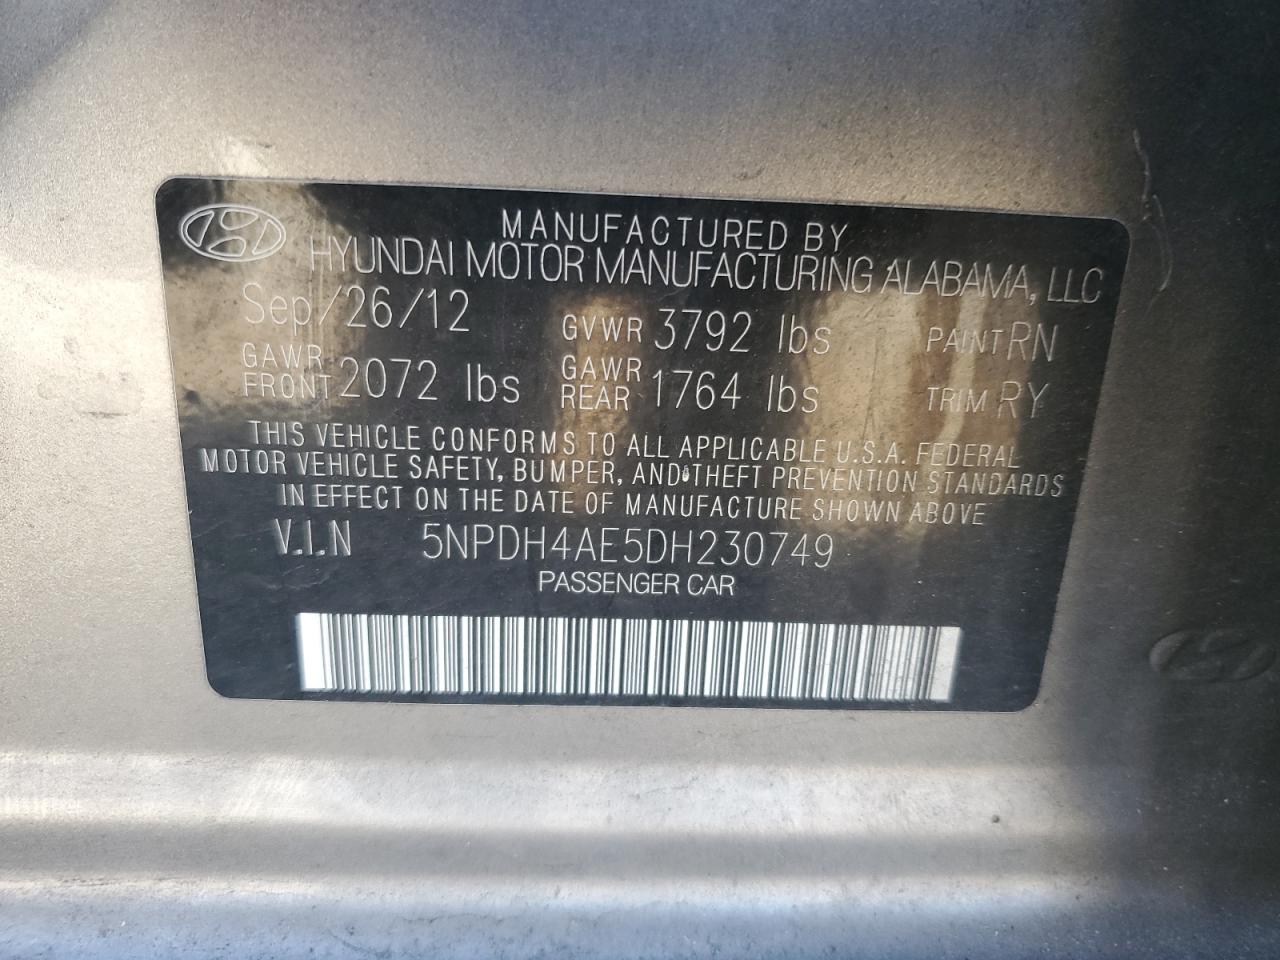 MANUFACTURED BY
HYUNDAI MOTOR MANUFACTURING ALABAMA, LLC
Sep/26/12 GVWR 3792 lbs PAINT RN
GAWR FRONT 2072 lbs GAWR REAR 1764 lbs TRIM RY
THIS VEHICLE CONFORMS TO ALL APPLICABLE U.S.A. FEDERAL
MOTOR VEHICLE SAFETY, BUMPER, AND THEFT PREVENTION STANDARDS
IN EFFECT ON THE DATE OF MANUFACTURE SHOWN ABOVE
V.I.N 5NPDH4AE5DH230749
PASSENGER CAR